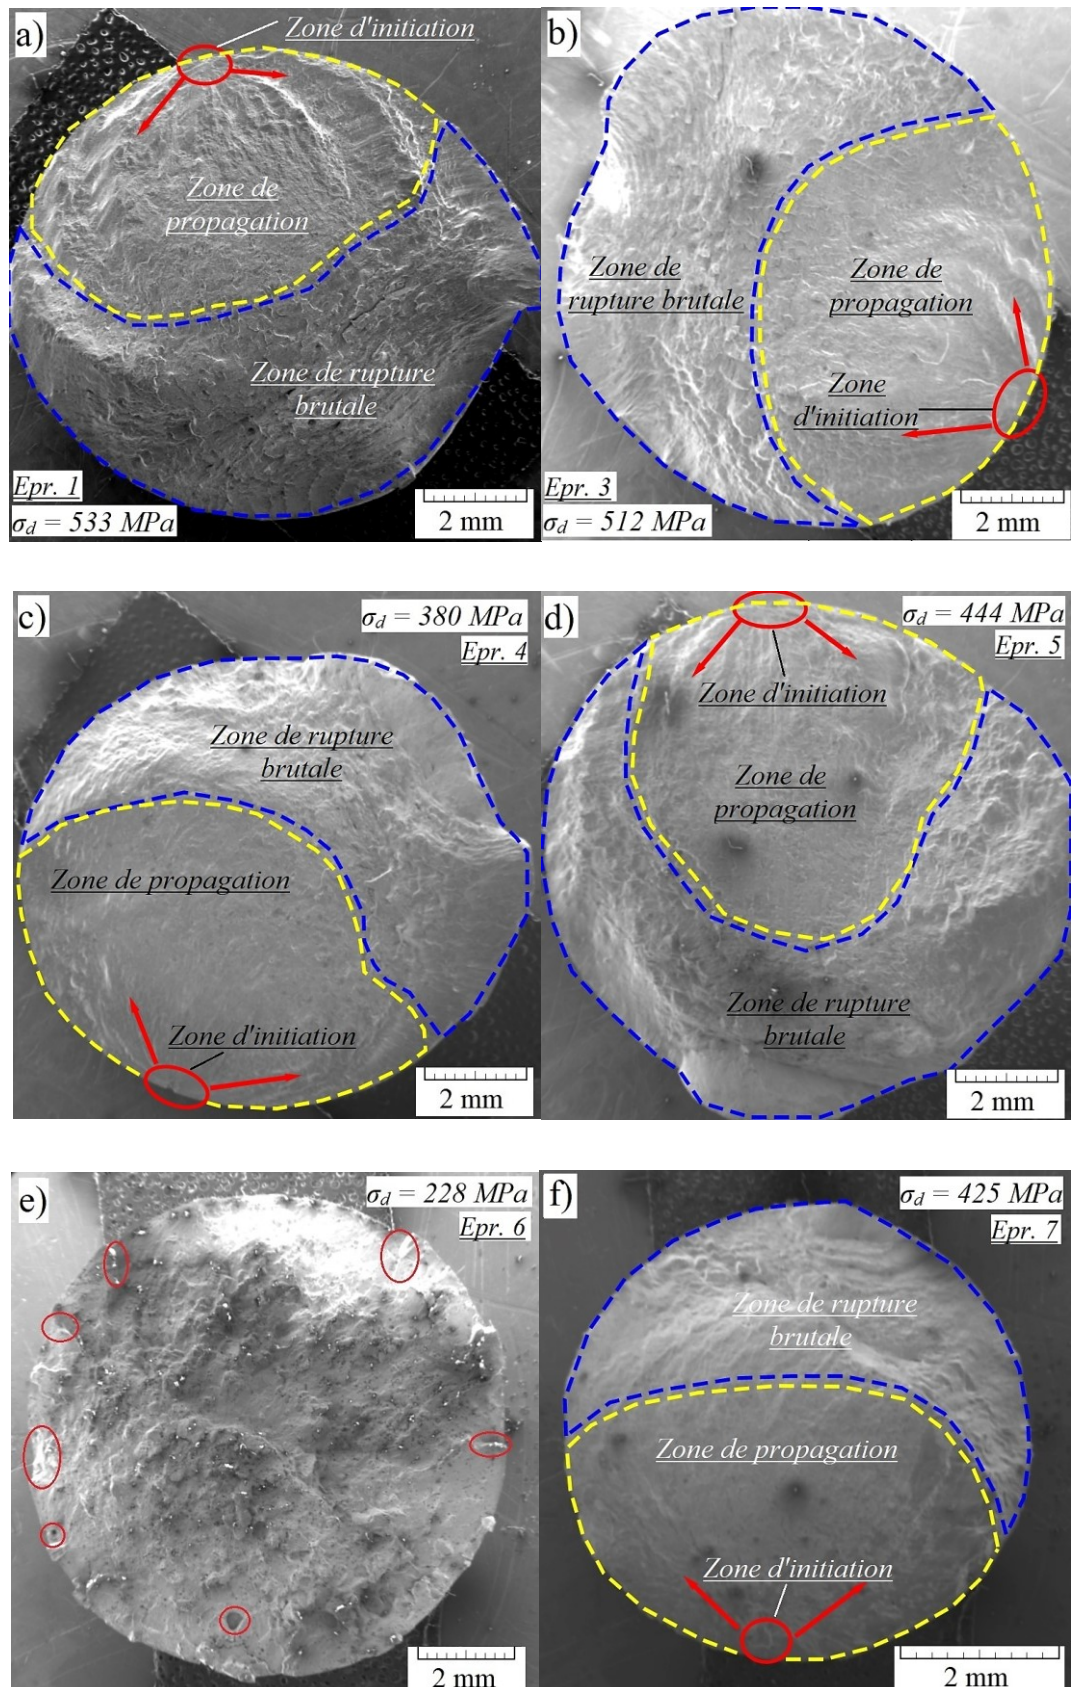 a)
Zone d'initiation
Zone de
propagation
Zone de rupture
brutale
Epr. 1
σd = 533 MPa
2 mm
b)
Zone de
rupture brutale
Zone de
propagation
Zone
d'initiation
Epr. 3
σd = 512 MPa
2 mm
c)
σd = 380 MPa
Epr. 4
Zone de rupture
brutale
Zone de propagation
Zone d'initiation
2 mm
d)
σd = 444 MPa
Epr. 5
Zone d'initiation
Zone de
propagation
Zone de rupture
brutale
2 mm
e)
σd = 228 MPa
Epr. 6
2 mm
f)
σd = 425 MPa
Epr. 7
Zone de rupture
brutale
Zone de propagation
Zone d'initiation
2 mm